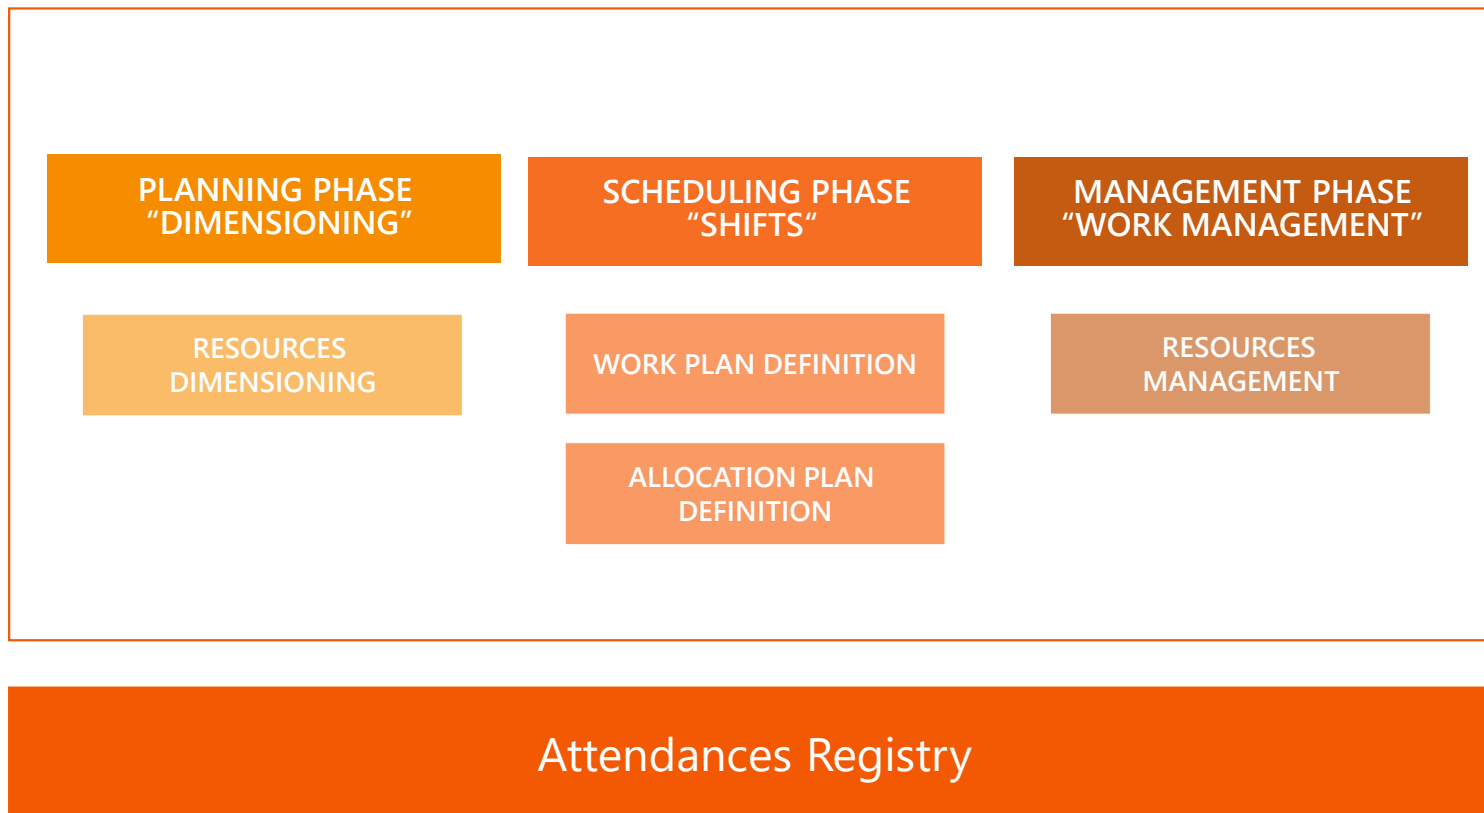 PLANNING PHASE
“DIMENSIONING”
SCHEDULING PHASE
“SHIFTS“
MANAGEMENT PHASE
“WORK MANAGEMENT”
RESOURCES
DIMENSIONING
WORK PLAN DEFINITION
RESOURCES
MANAGEMENT
ALLOCATION PLAN
DEFINITION
Attendances Registry